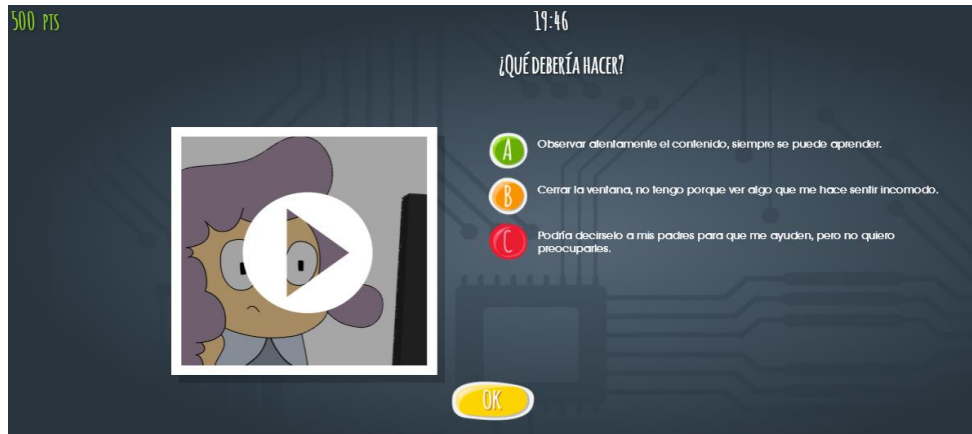 500 PTS
19:46
¿QUÉ DEBERÍA HACER?
A
Observar atentamente el contenido, siempre se puede aprender.
B
Cerrar la ventana, no tengo porque ver algo que me hace sentir incomodo.
C
Podría decirselo a mis padres para que me ayuden, pero no quiero
preocuparles.
OK